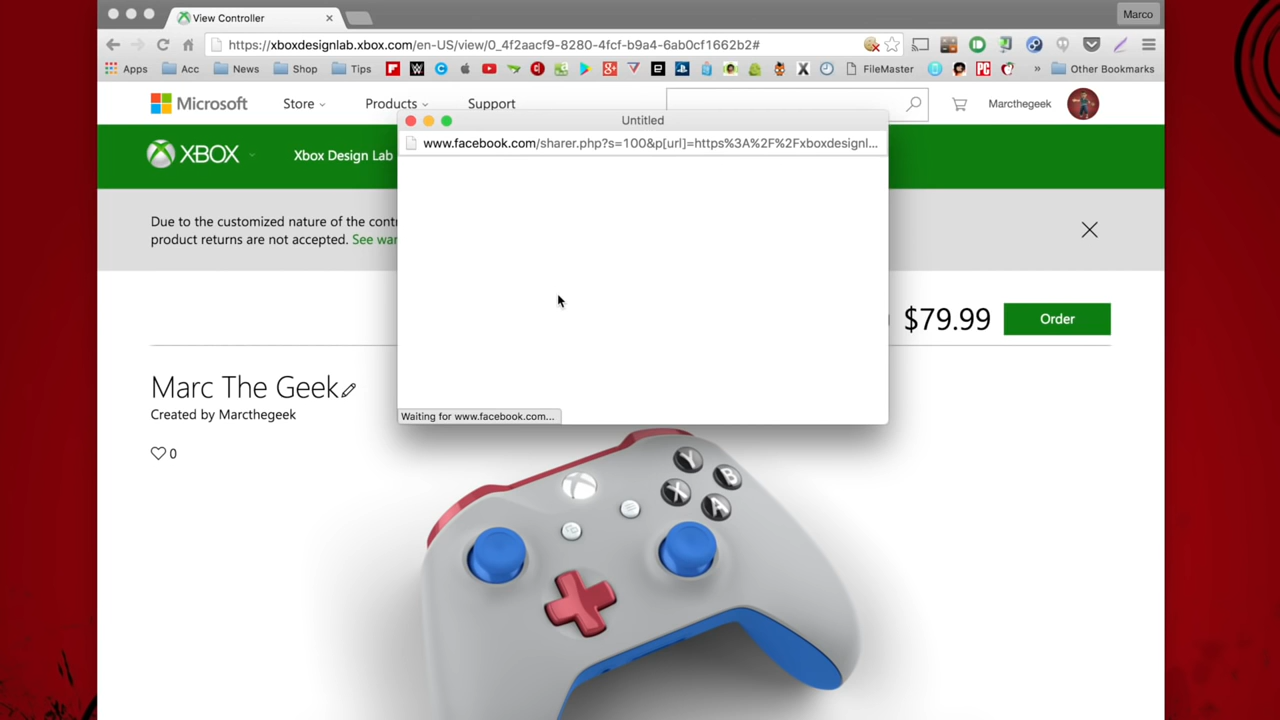 View Controller
Marco
https://xboxdesignlab.xbox.com/en-US/view/0_4f2aacf9-8280-4fcf-b9a4-6ab0cf1662b2#
Apps Acc News Shop Tips FileMaster » Other Bookmarks
Microsoft Store Products Support Marcthegeek
Untitled
www.facebook.com/sharer.php?s=100&p[url]=https%3A%2F%2Fxboxdesignl...
XBOX Xbox Design Lab
Due to the customized nature of the contr
product returns are not accepted. See war
$79.99 Order
Marc The Geek
Created by Marcthegeek
Waiting for www.facebook.com...
0
Y
B
X
A